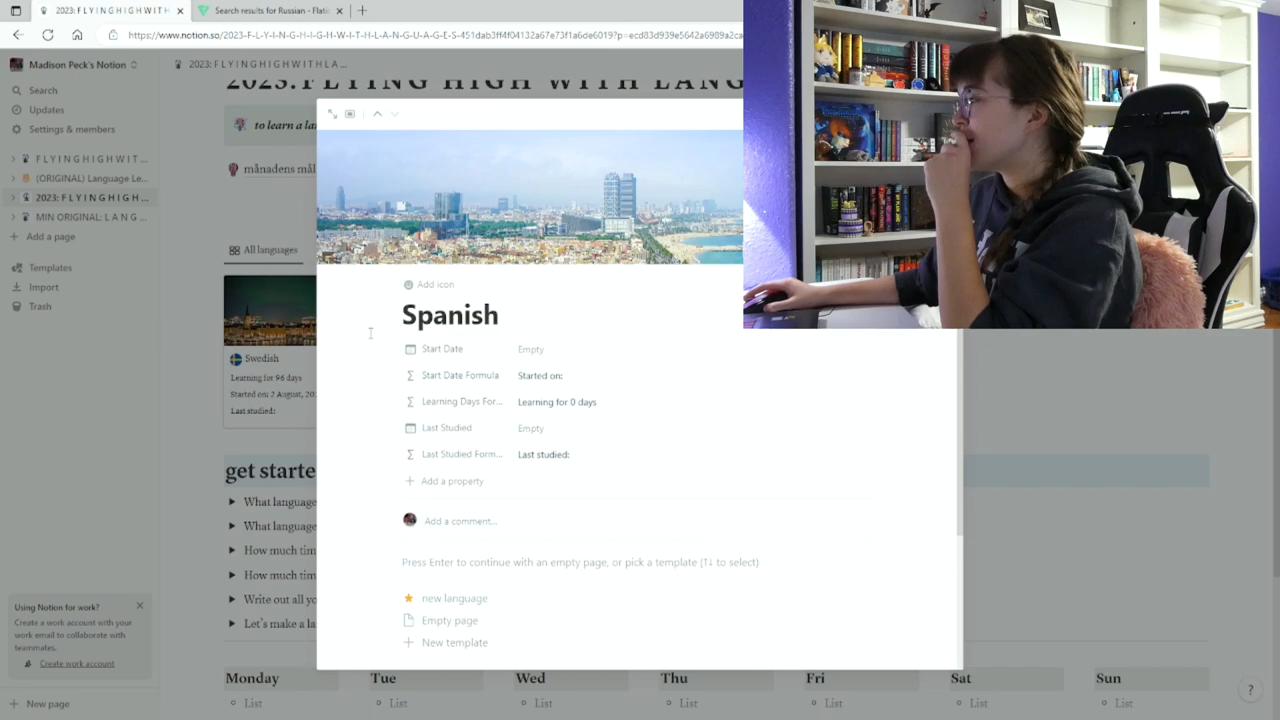 2023: F L Y I N G H I G H W I T H
Search results for Russian - Flati
https://www.notion.so/2023-F-L-Y-I-N-G-H-I-G-H-W-I-T-H-L-A-N-G-U-A-G-E-S-451dab3ff4f04132a67e73f1a6de6019?p=ecd83d939e5642a6989a2ca
Madison Peck's Notion
2023: F L Y I N G H I G H W I T H L A ...
Search
Updates
Settings & members
F L Y I N G H I G H W I T ...
(ORIGINAL) Language Le...
2023: F L Y I N G H I G H ...
MIN ORIGINAL: L A N G ...
Add a page
Templates
Import
Trash
Using Notion for work?
Create a work account with your
work email to collaborate with
teammates.
Create work account
New page
2023: FLYING HIGH WITH LANG
to learn a lan
månadens mål
All languages
Swedish
Learning for 96 days
Started on: 2 August, 20
Last studied:
get starte
What language
What language
How much tim
How much tim
Write out all yo
Let's make a la
Add icon
Spanish
Start Date Empty
Start Date Formula Started on:
Learning Days For... Learning for 0 days
Last Studied Empty
Last Studied Form... Last studied:
Add a property
Add a comment...
Press Enter to continue with an empty page, or pick a template (↑↓ to select)
new language
Empty page
New template
Monday Tue Wed Thu Fri Sat Sun
List List List List List List List
?